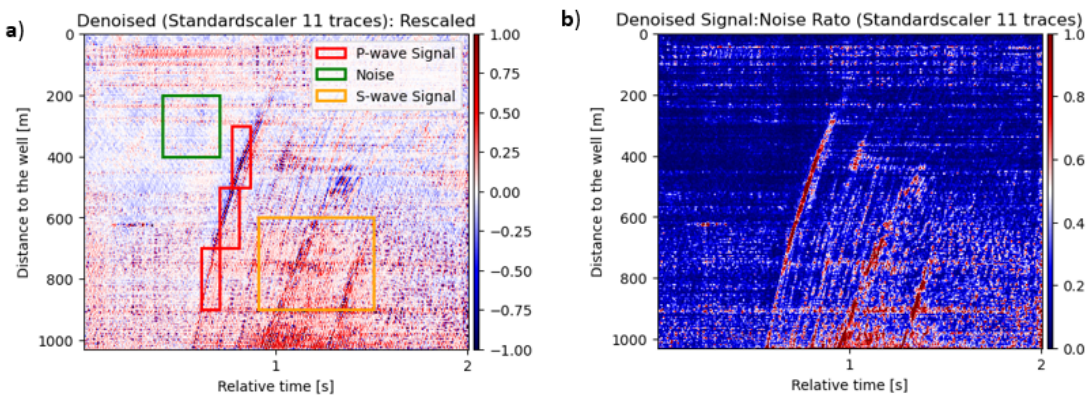 a)
Denoised (Standardscaler 11 traces): Rescaled
P-wave Signal
Noise
S-wave Signal
0
200
400
600
800
1000
Distance to the well [m]
1
2
Relative time [s]
1.00
0.75
0.50
0.25
0.00
−0.25
−0.50
−0.75
−1.00
b)
Denoised Signal:Noise Rato (Standardscaler 11 traces)
0
200
400
600
800
1000
Distance to the well [m]
1
2
Relative time [s]
1.0
0.8
0.6
0.4
0.2
0.0